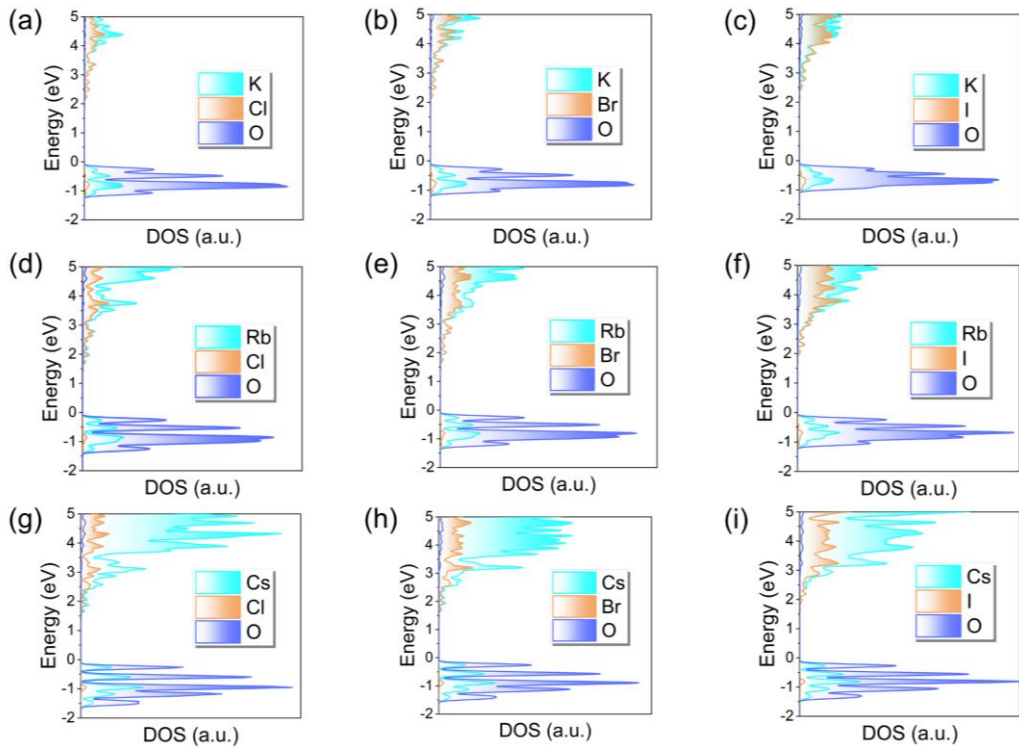 (a)
5
4
3
2
1
0
-1
-2
Energy (eV)
DOS (a.u.)
K
Cl
O
(b)
5
4
3
2
1
0
-1
-2
Energy (eV)
DOS (a.u.)
K
Br
O
(c)
5
4
3
2
1
0
-1
-2
Energy (eV)
DOS (a.u.)
K
I
O
(d)
5
4
3
2
1
0
-1
-2
Energy (eV)
DOS (a.u.)
Rb
Cl
O
(e)
5
4
3
2
1
0
-1
-2
Energy (eV)
DOS (a.u.)
Rb
Br
O
(f)
5
4
3
2
1
0
-1
-2
Energy (eV)
DOS (a.u.)
Rb
I
O
(g)
5
4
3
2
1
0
-1
-2
Energy (eV)
DOS (a.u.)
Cs
Cl
O
(h)
5
4
3
2
1
0
-1
-2
Energy (eV)
DOS (a.u.)
Cs
Br
O
(i)
5
4
3
2
1
0
-1
-2
Energy (eV)
DOS (a.u.)
Cs
I
O